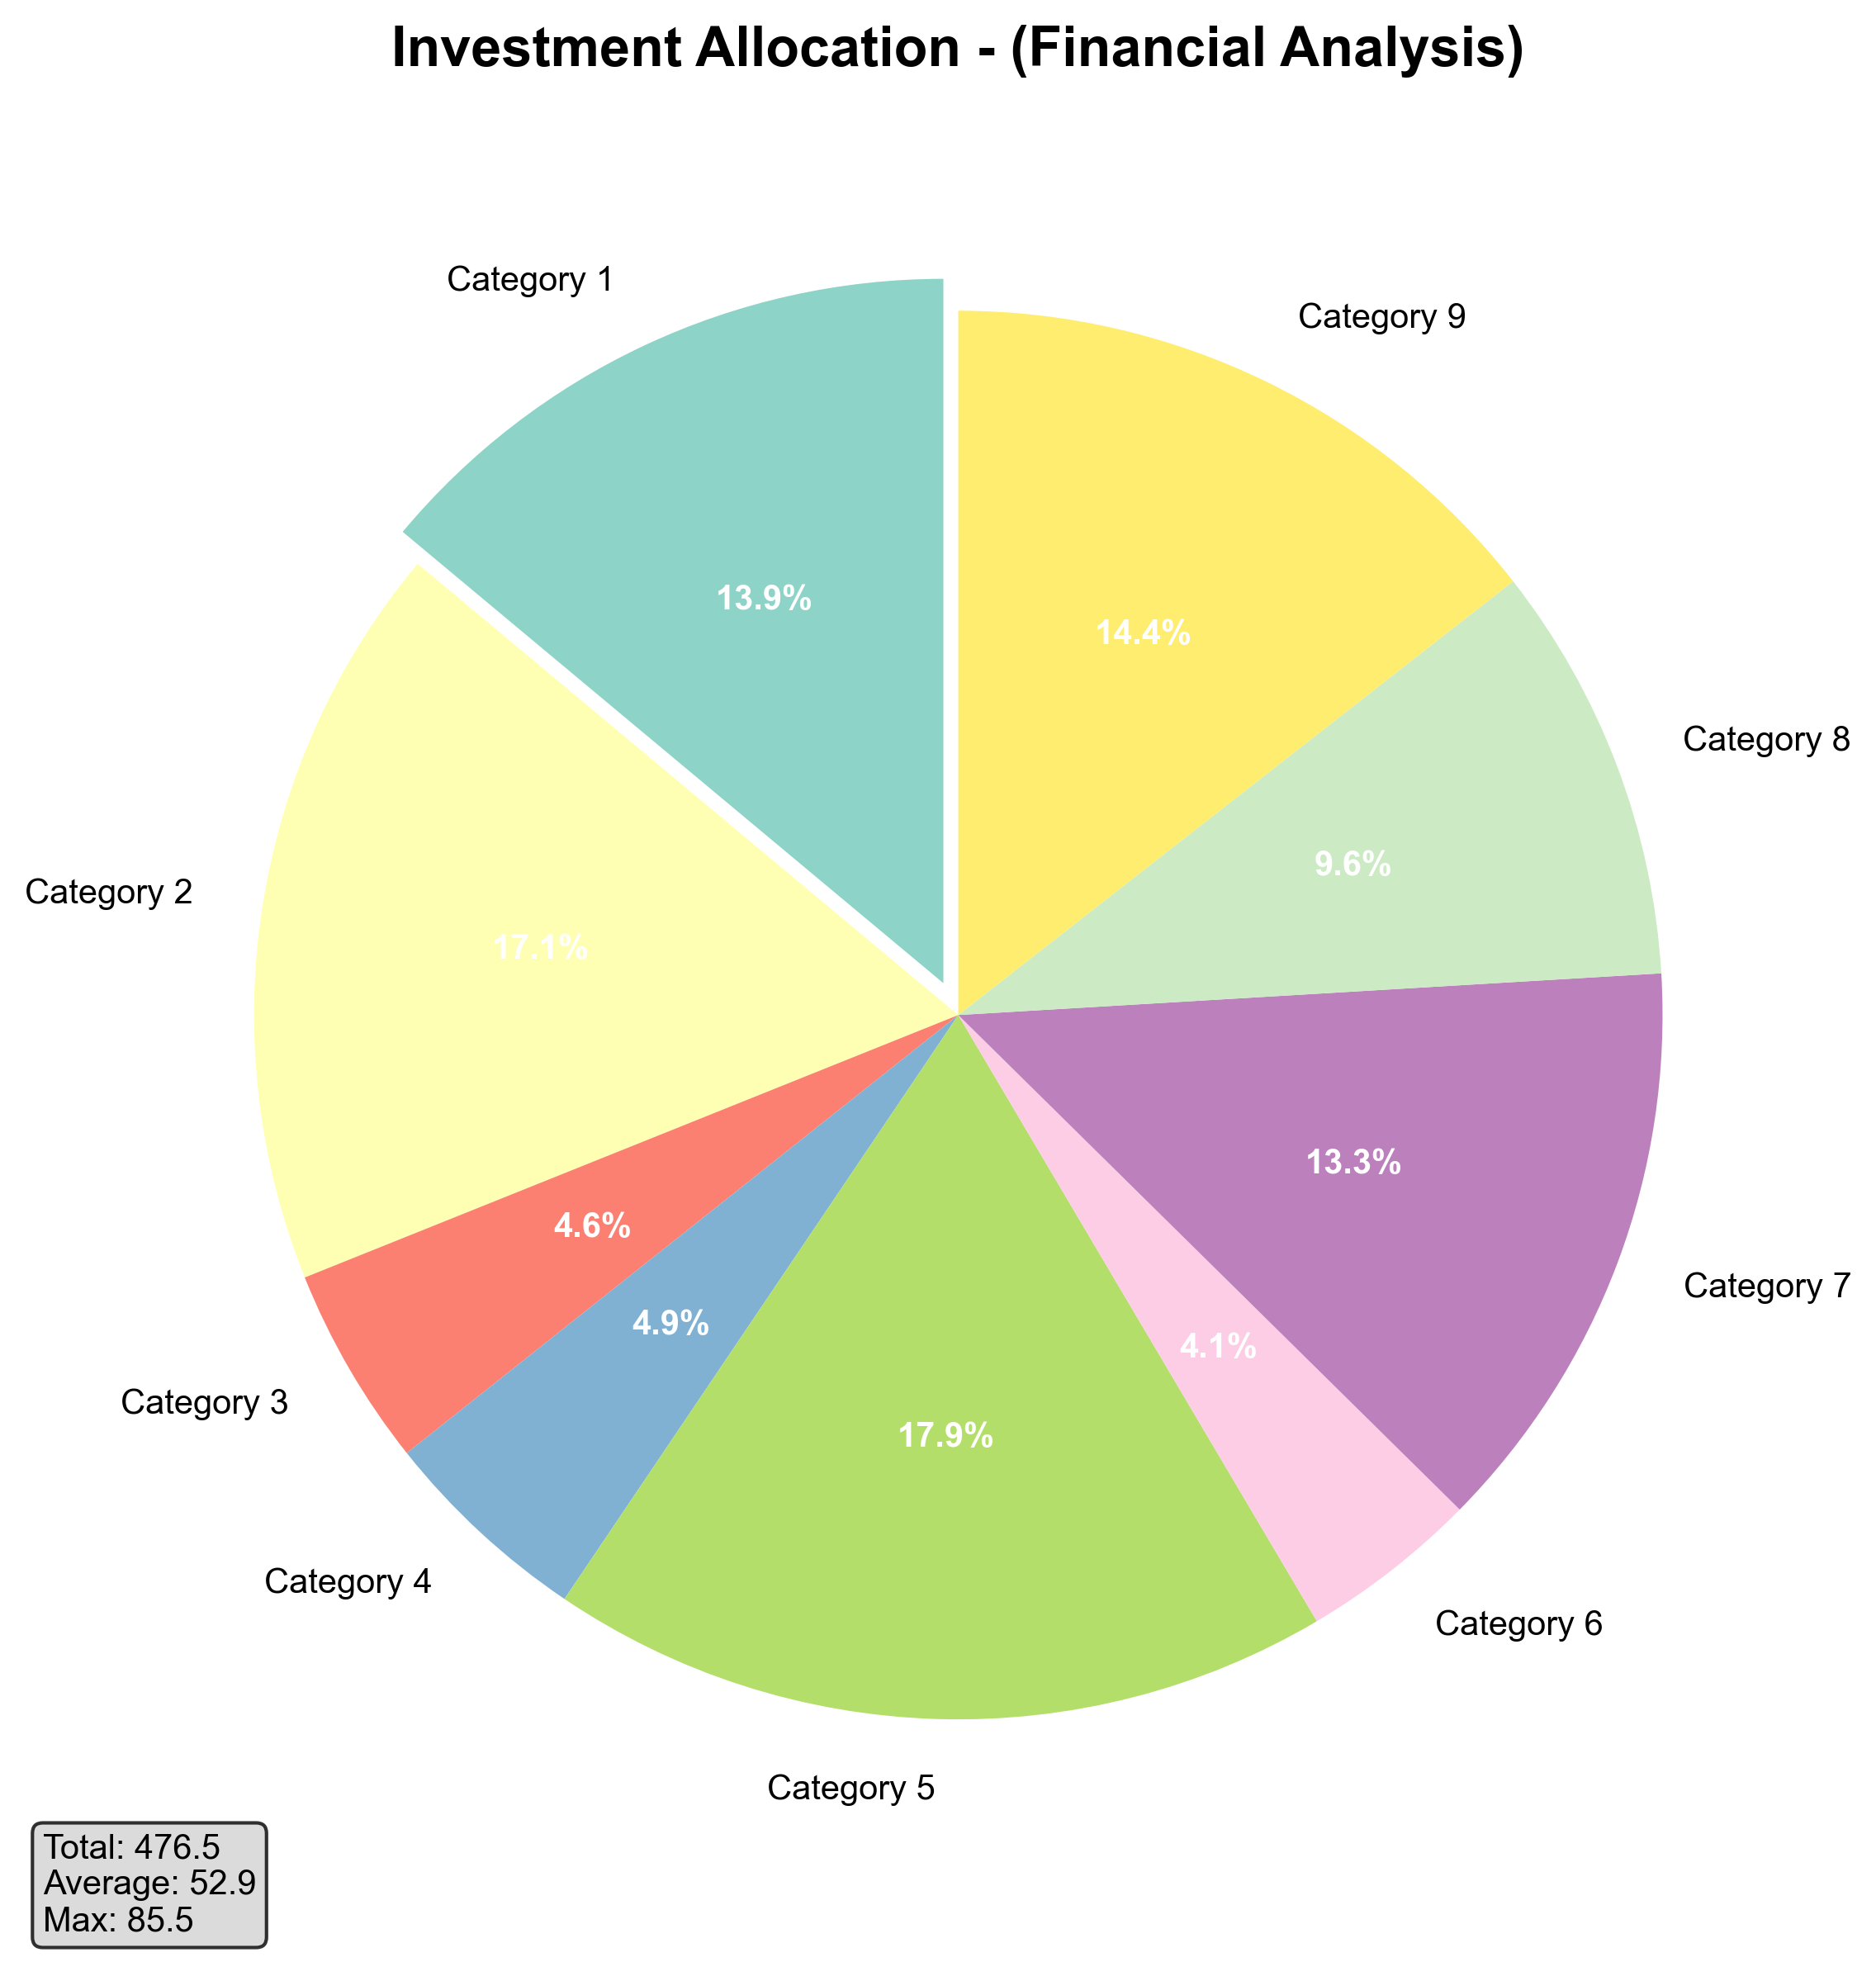 Investment Allocation - (Financial Analysis)
Category 1
Category 9
13.9%
14.4%
Category 8
9.6%
Category 2
17.1%
13.3%
4.6%
Category 7
4.9%
4.1%
Category 3
17.9%
Category 4
Category 6
Category 5
Total: 476.5
Average: 52.9
Max: 85.5